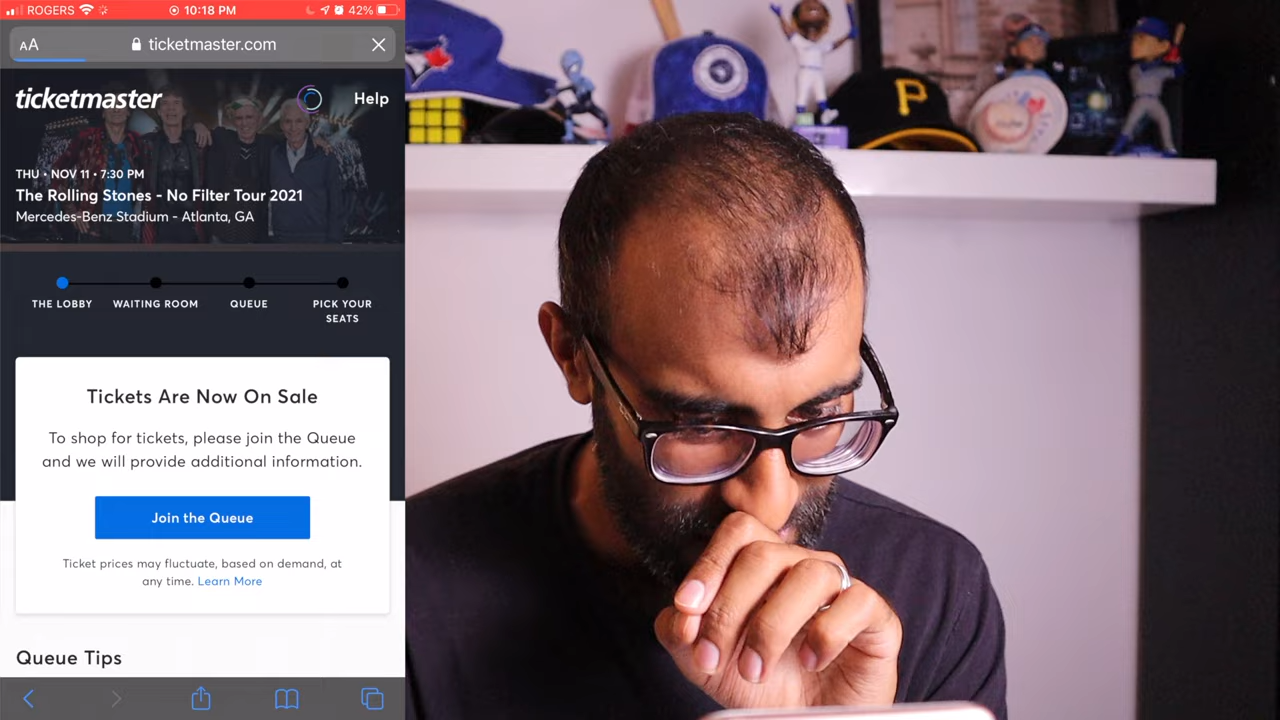 ROGERS 10:18 PM 42%
AA ticketmaster.com
ticketmaster Help
THU • NOV 11 • 7:30 PM
The Rolling Stones - No Filter Tour 2021
Mercedes-Benz Stadium - Atlanta, GA
THE LOBBY WAITING ROOM QUEUE PICK YOUR
SEATS
Tickets Are Now On Sale
To shop for tickets, please join the Queue
and we will provide additional information.
Join the Queue
Ticket prices may fluctuate, based on demand, at
any time. Learn More
Queue Tips
P